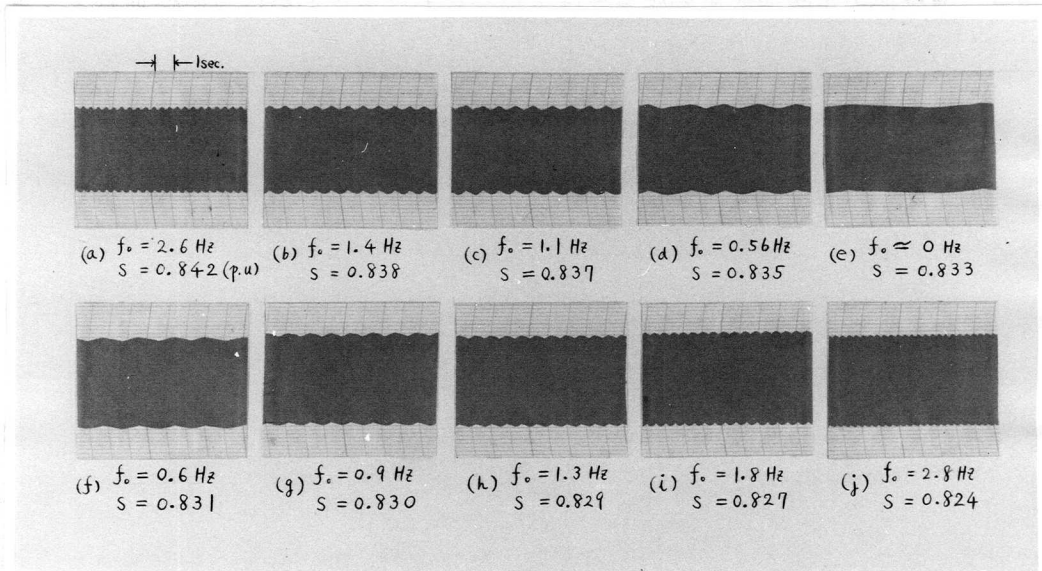 1sec.
(a) f₀ = 2.6 Hz
S = 0.842 (p.u)
(b) f₀ = 1.4 Hz
S = 0.838
(c) f₀ = 1.1 Hz
S = 0.837
(d) f₀ = 0.56 Hz
S = 0.835
(e) f₀ ≃ 0 Hz
S = 0.833
(f) f₀ = 0.6 Hz
S = 0.831
(g) f₀ = 0.9 Hz
S = 0.830
(h) f₀ = 1.3 Hz
S = 0.829
(i) f₀ = 1.8 Hz
S = 0.827
(j) f₀ = 2.8 Hz
S = 0.824